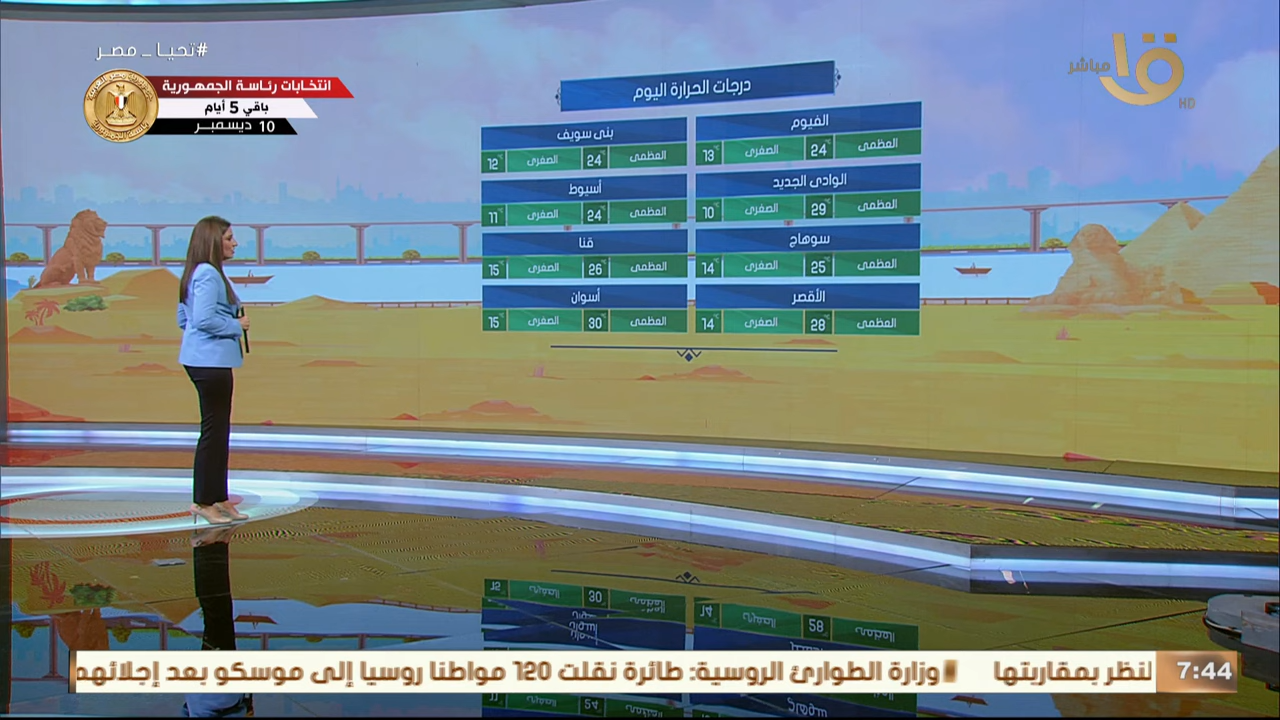 #تحيا_مصر
انتخابات رئاسة الجمهورية
باقي 5 أيام
10 ديسمبر
مباشر
HD
درجات الحرارة اليوم
الفيوم
العظمى 24 الصغرى 13
بنى سويف
العظمى 24 الصغرى 12
الوادى الجديد
العظمى 29 الصغرى 10
أسيوط
العظمى 24 الصغرى 11
سوهاج
العظمى 25 الصغرى 14
قنا
العظمى 26 الصغرى 15
الأقصر
العظمى 28 الصغرى 14
أسوان
العظمى 30 الصغرى 15
7:44
لنظر بمقاربتها وزارة الطوارئ الروسية: طائرة نقلت 120 مواطنا روسيا إلى موسكو بعد إجلائهم